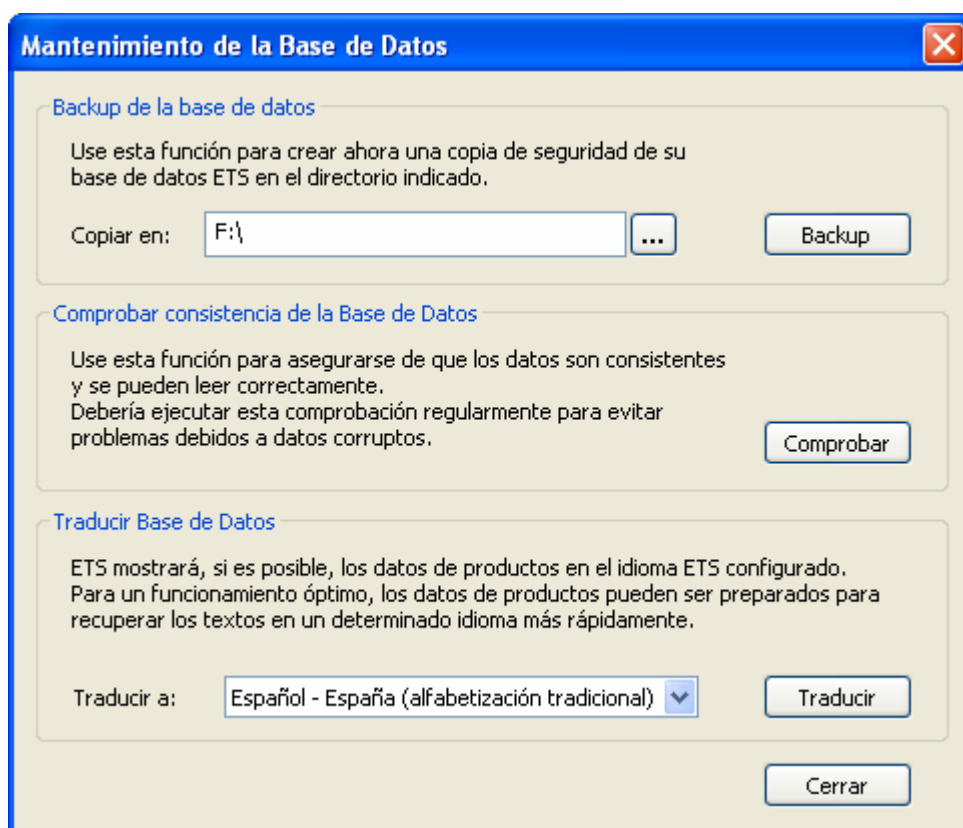 Mantenimiento de la Base de Datos
Backup de la base de datos
Use esta función para crear ahora una copia de seguridad de su
base de datos ETS en el directorio indicado.
Copiar en: F:\ ... Backup
Comprobar consistencia de la Base de Datos
Use esta función para asegurarse de que los datos son consistentes
y se pueden leer correctamente.
Debería ejecutar esta comprobación regularmente para evitar
problemas debidos a datos corruptos.
Comprobar
Traducir Base de Datos
ETS mostrará, si es posible, los datos de productos en el idioma ETS configurado.
Para un funcionamiento óptimo, los datos de productos pueden ser preparados para
recuperar los textos en un determinado idioma más rápidamente.
Traducir a: Español - España (alfabetización tradicional) Traducir
Cerrar